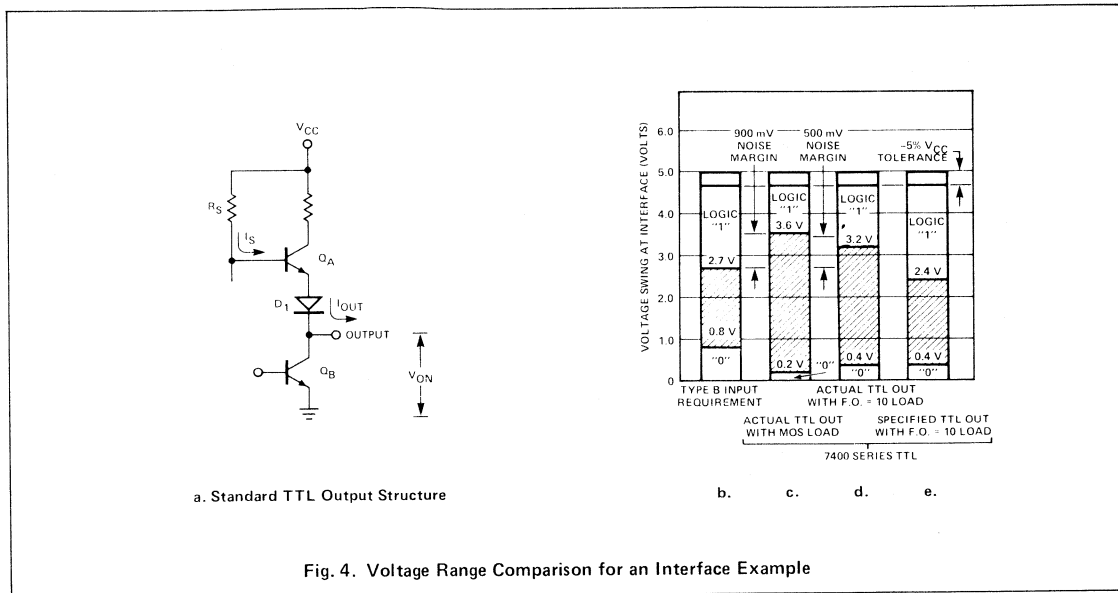 VCC
RS
IS
QA
D1
IOUT
OUTPUT
QB
VON
a. Standard TTL Output Structure
VOLTAGE SWING AT INTERFACE (VOLTS)
6.0
5.0
4.0
3.0
2.0
1.0
0
900 mV
NOISE
MARGIN
500 mV
NOISE
MARGIN
-5% VCC
TOLERANCE
LOGIC
"1"
2.7 V
0.8 V
"0"
LOGIC
"1"
3.6 V
0.2 V
"0"
LOGIC
"1"
3.2 V
0.4 V
"0"
LOGIC
"1"
2.4 V
0.4 V
"0"
TYPE B INPUT
REQUIREMENT
ACTUAL TTL OUT
WITH F.O. = 10 LOAD
ACTUAL TTL OUT
WITH MOS LOAD
SPECIFIED TTL OUT
WITH F.O. = 10 LOAD
7400 SERIES TTL
b. c. d. e.
Fig. 4. Voltage Range Comparison for an Interface Example